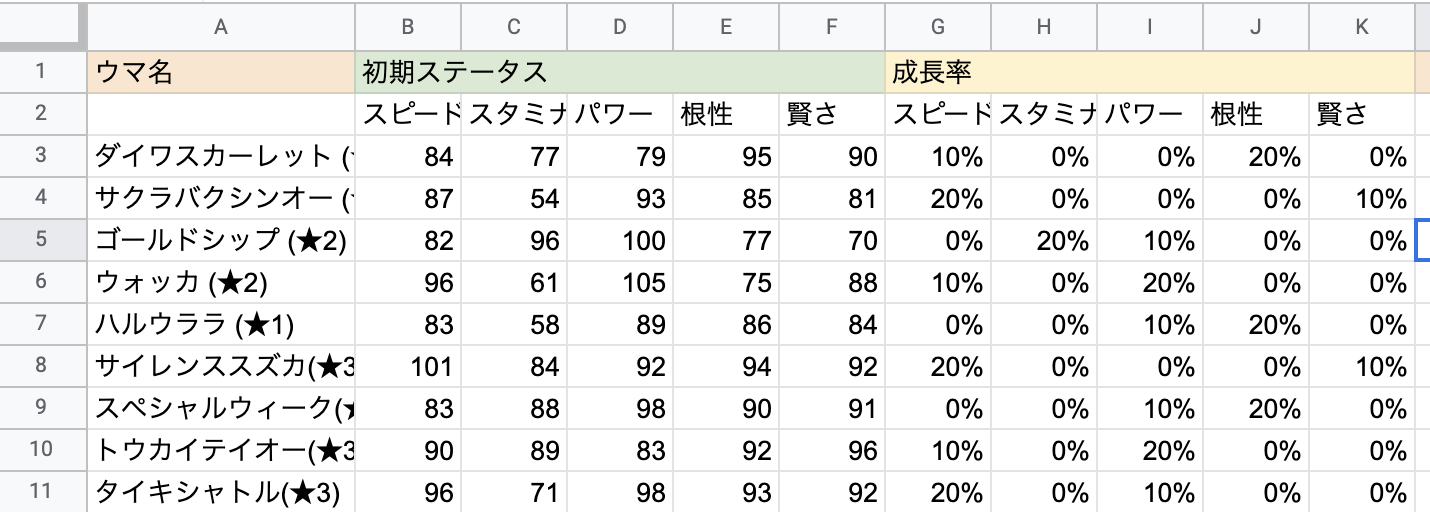 A B C D E F G H I J K
1 ウマ名 初期ステータス 成長率
2 スピード スタミナ パワー 根性 賢さ スピード スタミナ パワー 根性 賢さ
3 ダイワスカーレット ( 84 77 79 95 90 10% 0% 0% 20% 0%
4 サクラバクシンオー ( 87 54 93 85 81 20% 0% 0% 0% 10%
5 ゴールドシップ (★2) 82 96 100 77 70 0% 20% 10% 0% 0%
6 ウォッカ (★2) 96 61 105 75 88 10% 0% 20% 0% 0%
7 ハルウララ (★1) 83 58 89 86 84 0% 0% 10% 20% 0%
8 サイレンススズカ(★3 101 84 92 94 92 20% 0% 0% 0% 10%
9 スペシャルウィーク(★ 83 88 98 90 91 0% 0% 10% 20% 0%
10 トウカイテイオー(★3 90 89 83 92 96 10% 0% 20% 0% 0%
11 タイキシャトル(★3) 96 71 98 93 92 20% 0% 10% 0% 0%